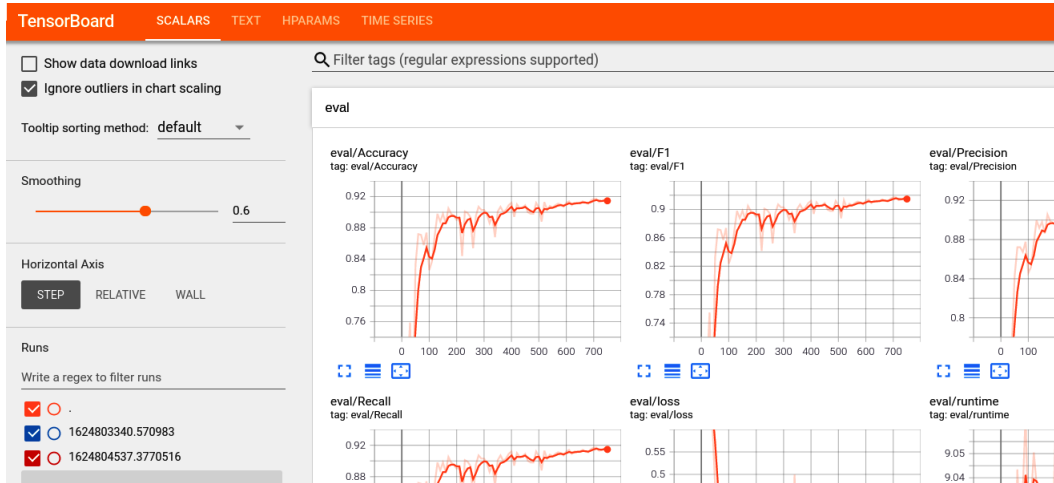 TensorBoard SCALARS TEXT HPARAMS TIME SERIES
Show data download links
Ignore outliers in chart scaling
Tooltip sorting method: default
Smoothing
0.6
Horizontal Axis
STEP RELATIVE WALL
Runs
Write a regex to filter runs
.
1624803340.570983
1624804537.3770516
Filter tags (regular expressions supported)
eval
eval/Accuracy
tag: eval/Accuracy
0.92
0.88
0.84
0.8
0.76
0 100 200 300 400 500 600 700
eval/F1
tag: eval/F1
0.9
0.86
0.82
0.78
0.74
0 100 200 300 400 500 600 700
eval/Precision
tag: eval/Precision
0.92
0.88
0.84
0.8
0 100
eval/Recall
tag: eval/Recall
0.92
0.88
eval/loss
tag: eval/loss
0.55
0.5
eval/runtime
tag: eval/runtime
9.05
9.04